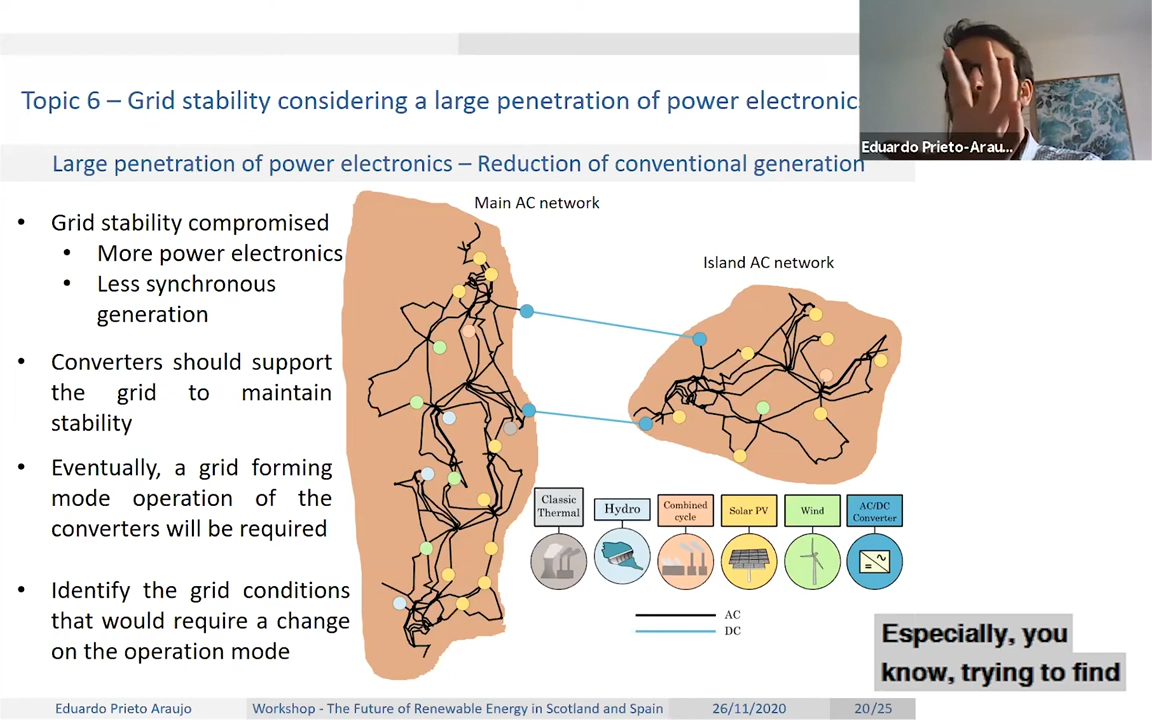 Topic 6 – Grid stability considering a large penetration of power electronics
Eduardo Prieto-Arau...
Large penetration of power electronics – Reduction of conventional generation
• Grid stability compromised
• More power electronics
• Less synchronous
generation
• Converters should support
the grid to maintain
stability
• Eventually, a grid forming
mode operation of the
converters will be required
• Identify the grid conditions
that would require a change
on the operation mode
Main AC network
Island AC network
Classic
Thermal
Hydro
Combined
cycle
Solar PV
Wind
AC/DC
Converter
AC
DC
Especially, you
know, trying to find
Eduardo Prieto Araujo
Workshop - The Future of Renewable Energy in Scotland and Spain
26/11/2020
20/25